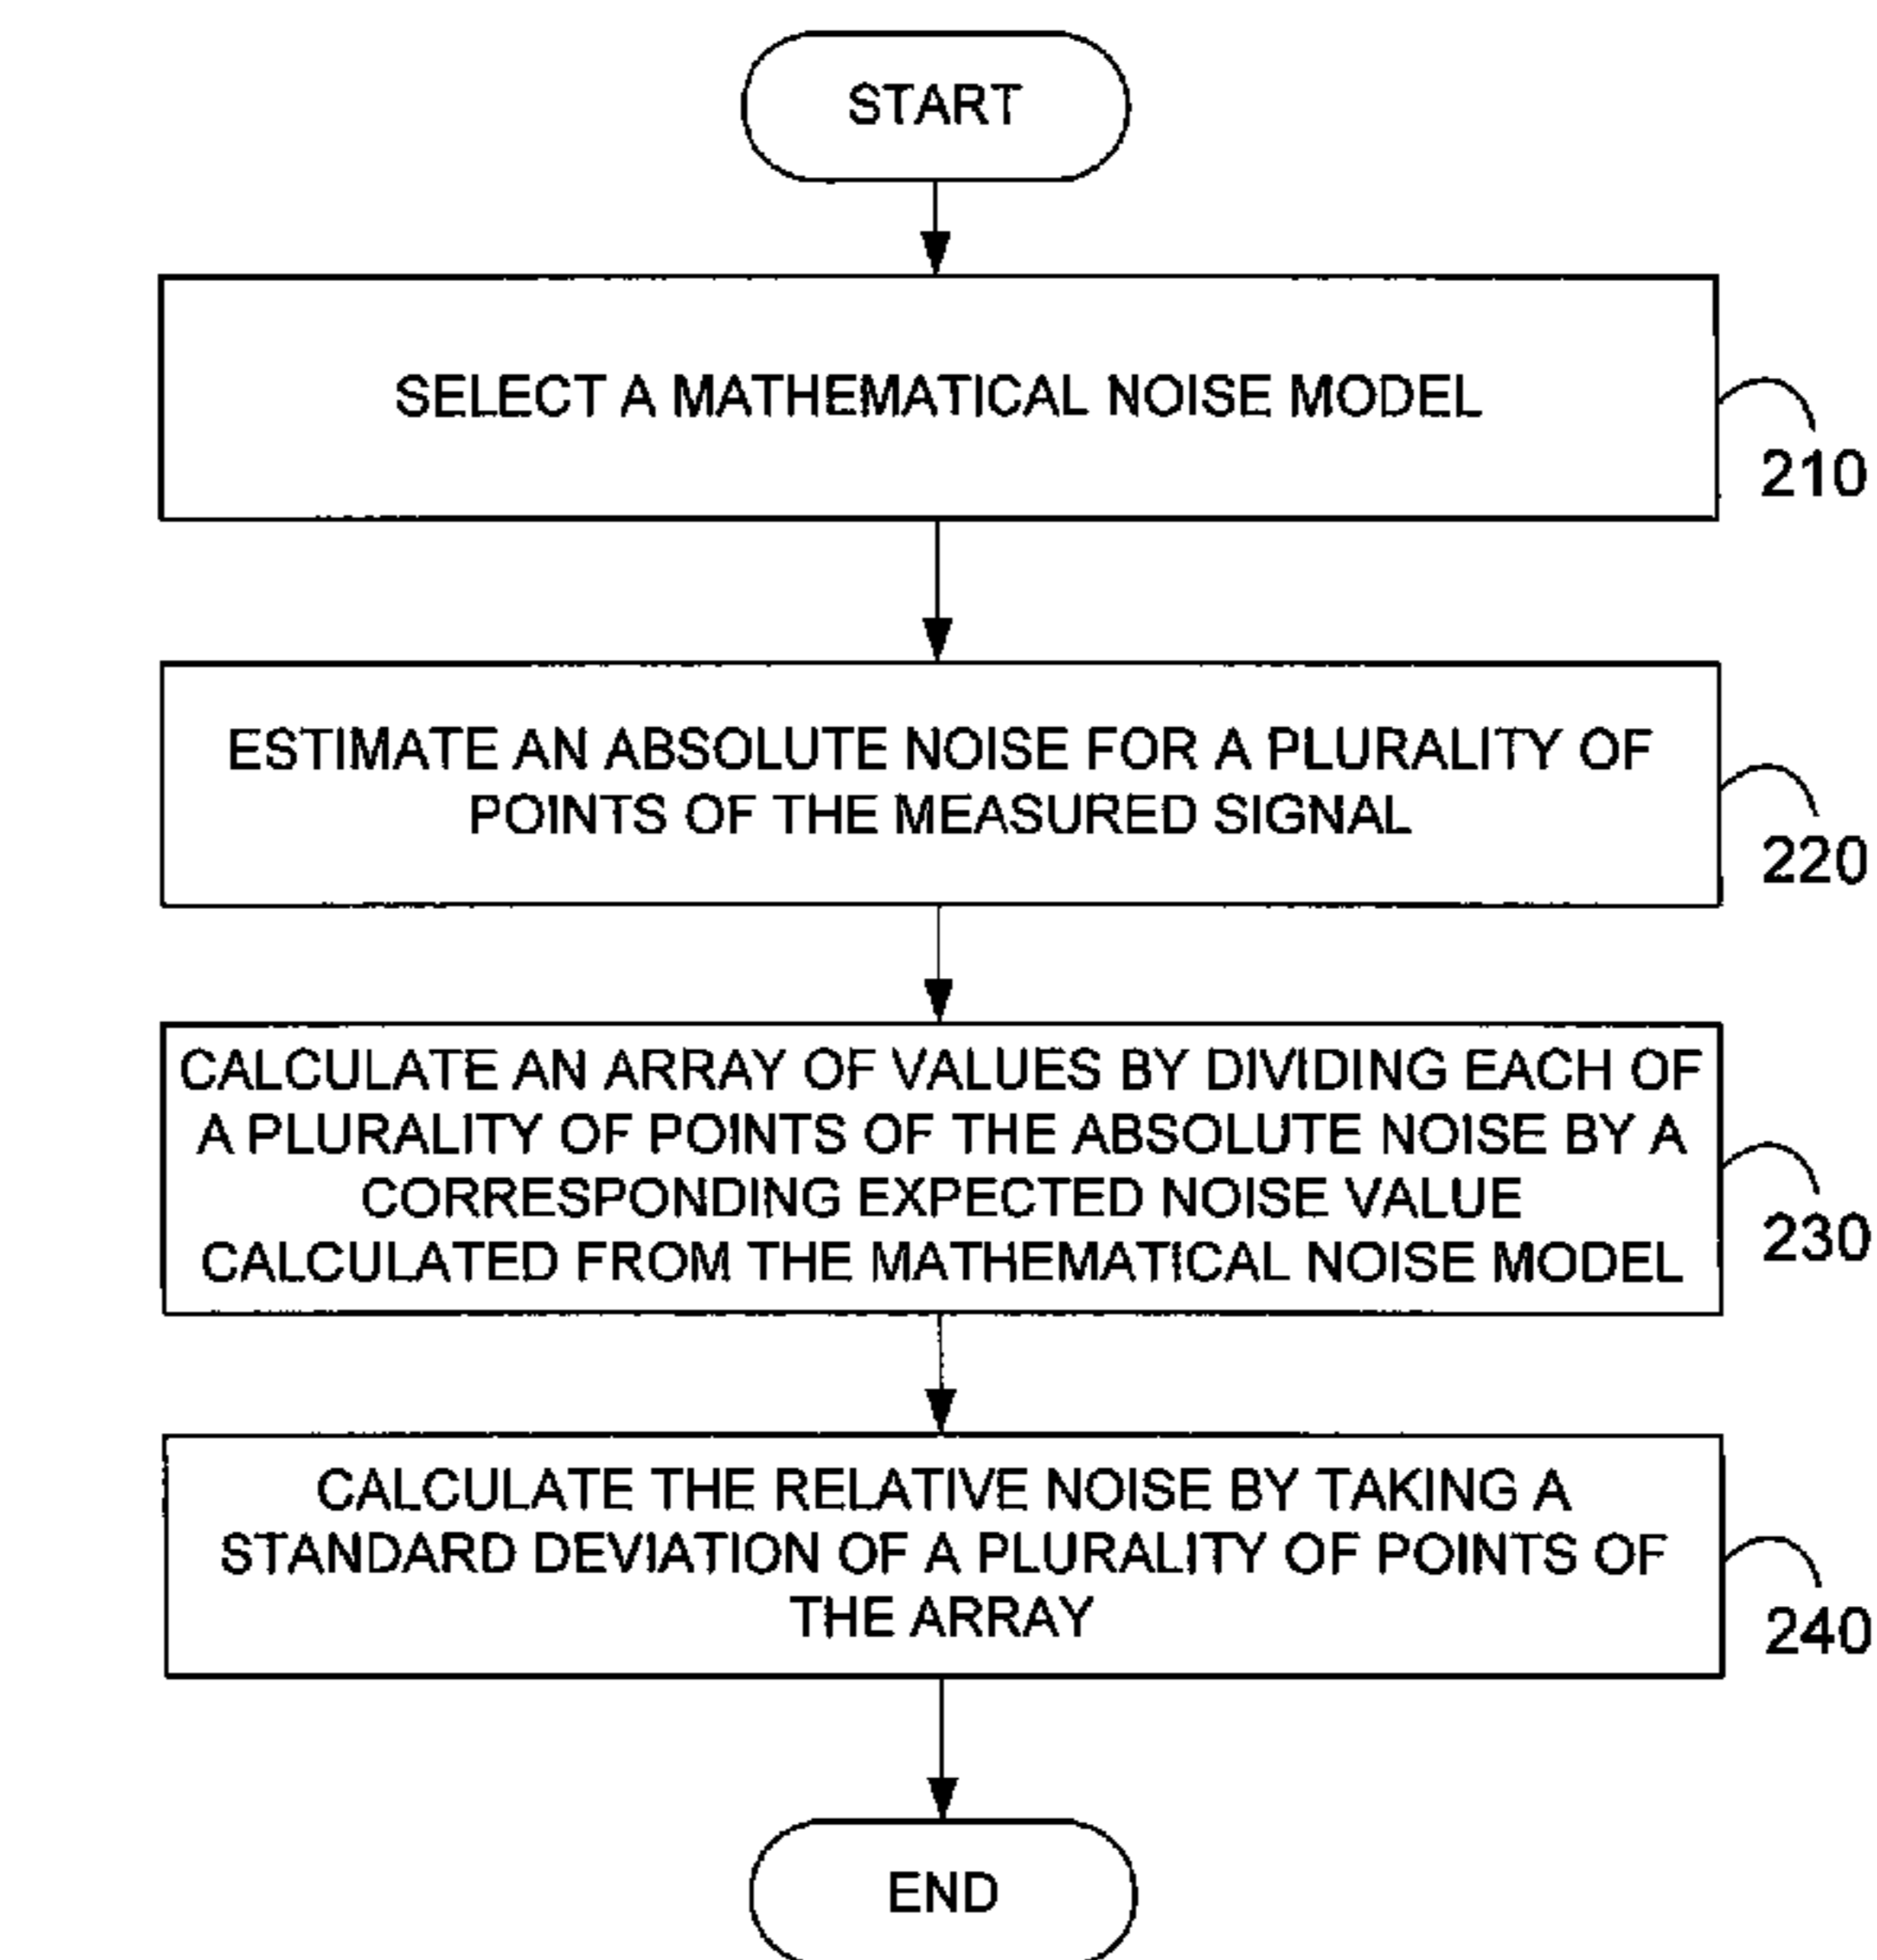 START
SELECT A MATHEMATICAL NOISE MODEL
210
ESTIMATE AN ABSOLUTE NOISE FOR A PLURALITY OF
POINTS OF THE MEASURED SIGNAL
220
CALCULATE AN ARRAY OF VALUES BY DIVIDING EACH OF
A PLURALITY OF POINTS OF THE ABSOLUTE NOISE BY A
CORRESPONDING EXPECTED NOISE VALUE
CALCULATED FROM THE MATHEMATICAL NOISE MODEL
230
CALCULATE THE RELATIVE NOISE BY TAKING A
STANDARD DEVIATION OF A PLURALITY OF POINTS OF
THE ARRAY
240
END